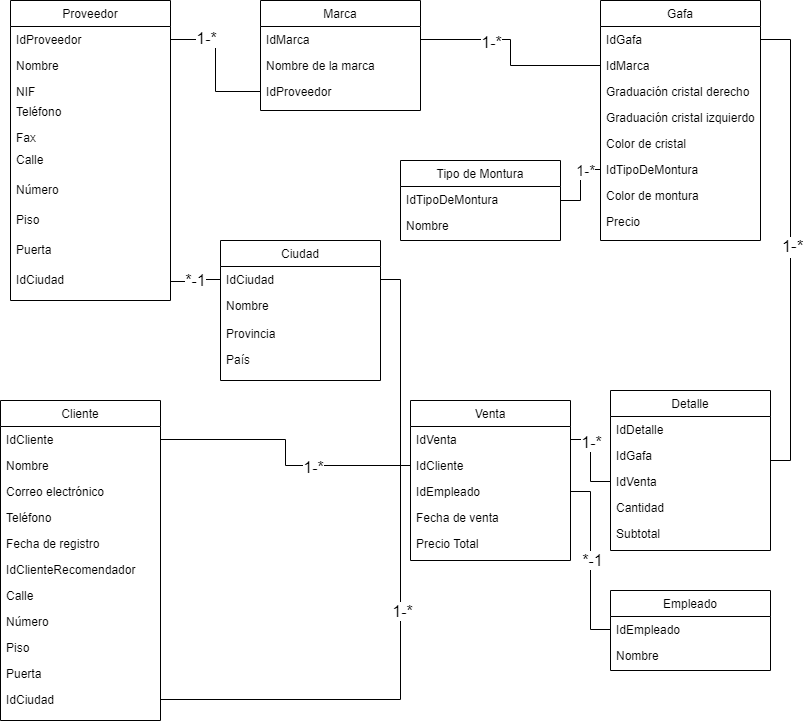 Proveedor
IdProveedor
Nombre
NIF
Teléfono
Fax
Calle
Número
Piso
Puerta
IdCiudad
1-*
Marca
IdMarca
Nombre de la marca
IdProveedor
1-*
Gafa
IdGafa
IdMarca
Graduación cristal derecho
Graduación cristal izquierdo
Color de cristal
IdTipoDeMontura
Color de montura
Precio
1-*
Tipo de Montura
IdTipoDeMontura
Nombre
1-*
*-1
Ciudad
IdCiudad
Nombre
Provincia
País
Cliente
IdCliente
Nombre
Correo electrónico
Teléfono
Fecha de registro
IdClienteRecomendador
Calle
Número
Piso
Puerta
IdCiudad
1-*
1-*
Venta
IdVenta
IdCliente
IdEmpleado
Fecha de venta
Precio Total
1-*
Detalle
IdDetalle
IdGafa
IdVenta
Cantidad
Subtotal
*-1
Empleado
IdEmpleado
Nombre